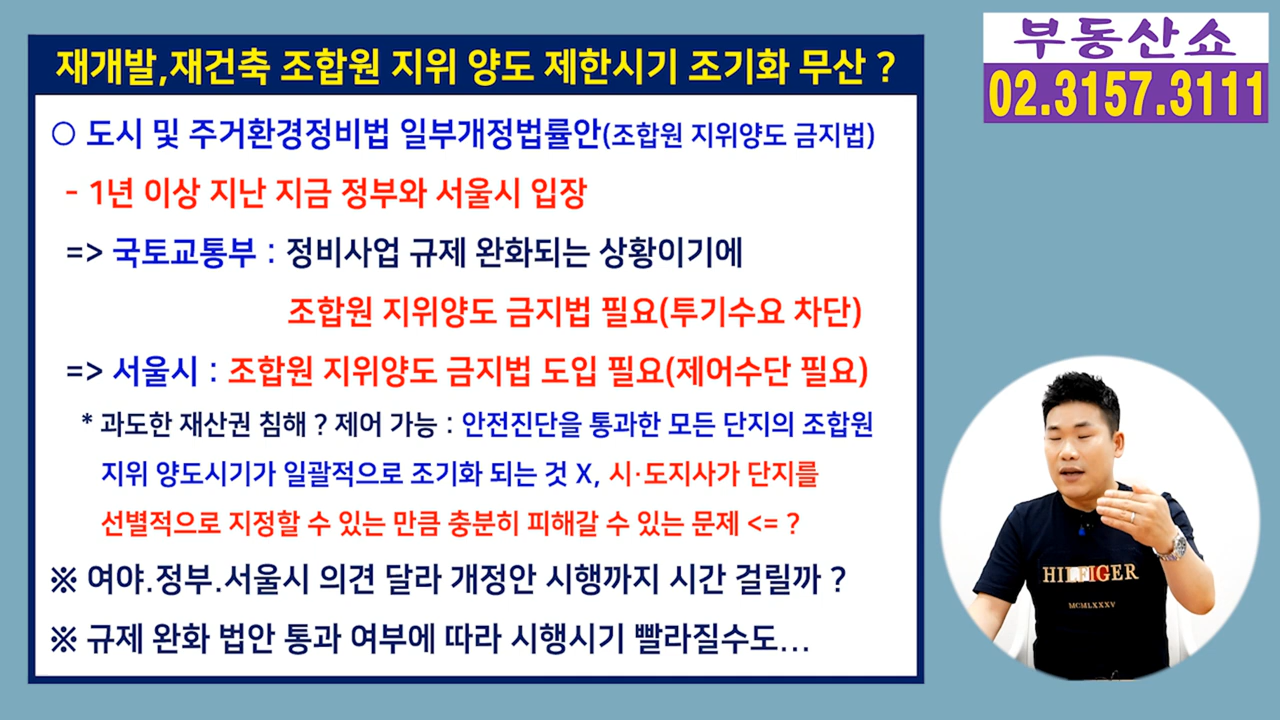 재개발,재건축 조합원 지위 양도 제한시기 조기화 무산 ?
부동산쇼
02.3157.3111
○ 도시 및 주거환경정비법 일부개정법률안(조합원 지위양도 금지법)
- 1년 이상 지난 지금 정부와 서울시 입장
=> 국토교통부 : 정비사업 규제 완화되는 상황이기에
조합원 지위양도 금지법 필요(투기수요 차단)
=> 서울시 : 조합원 지위양도 금지법 도입 필요(제어수단 필요)
* 과도한 재산권 침해 ? 제어 가능 : 안전진단을 통과한 모든 단지의 조합원
지위 양도시기가 일괄적으로 조기화 되는 것 X, 시·도지사가 단지를
선별적으로 지정할 수 있는 만큼 충분히 피해갈 수 있는 문제 <= ?
※ 여야.정부.서울시 의견 달라 개정안 시행까지 시간 걸릴까 ?
※ 규제 완화 법안 통과 여부에 따라 시행시기 빨라질수도...
HILFIGER
MCMLXXXV